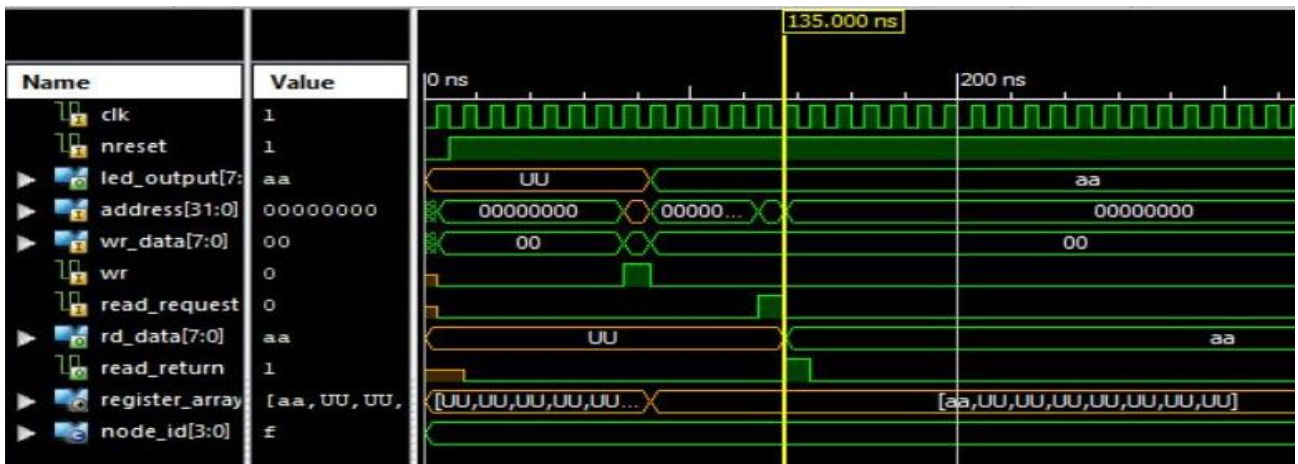 135.000 ns
Name Value 0 ns 200 ns
clk 1
nreset 1
led_output[7: aa UU aa
address[31:0] 00000000 00000000 00000... 00000000
wr_data[7:0] 00 00 00
wr 0
read_request 0
rd_data[7:0] aa UU aa
read_return 1
register_array [aa,UU,UU, [UU,UU,UU,UU,UU... [aa,UU,UU,UU,UU,UU,UU,UU]
node_id[3:0] f